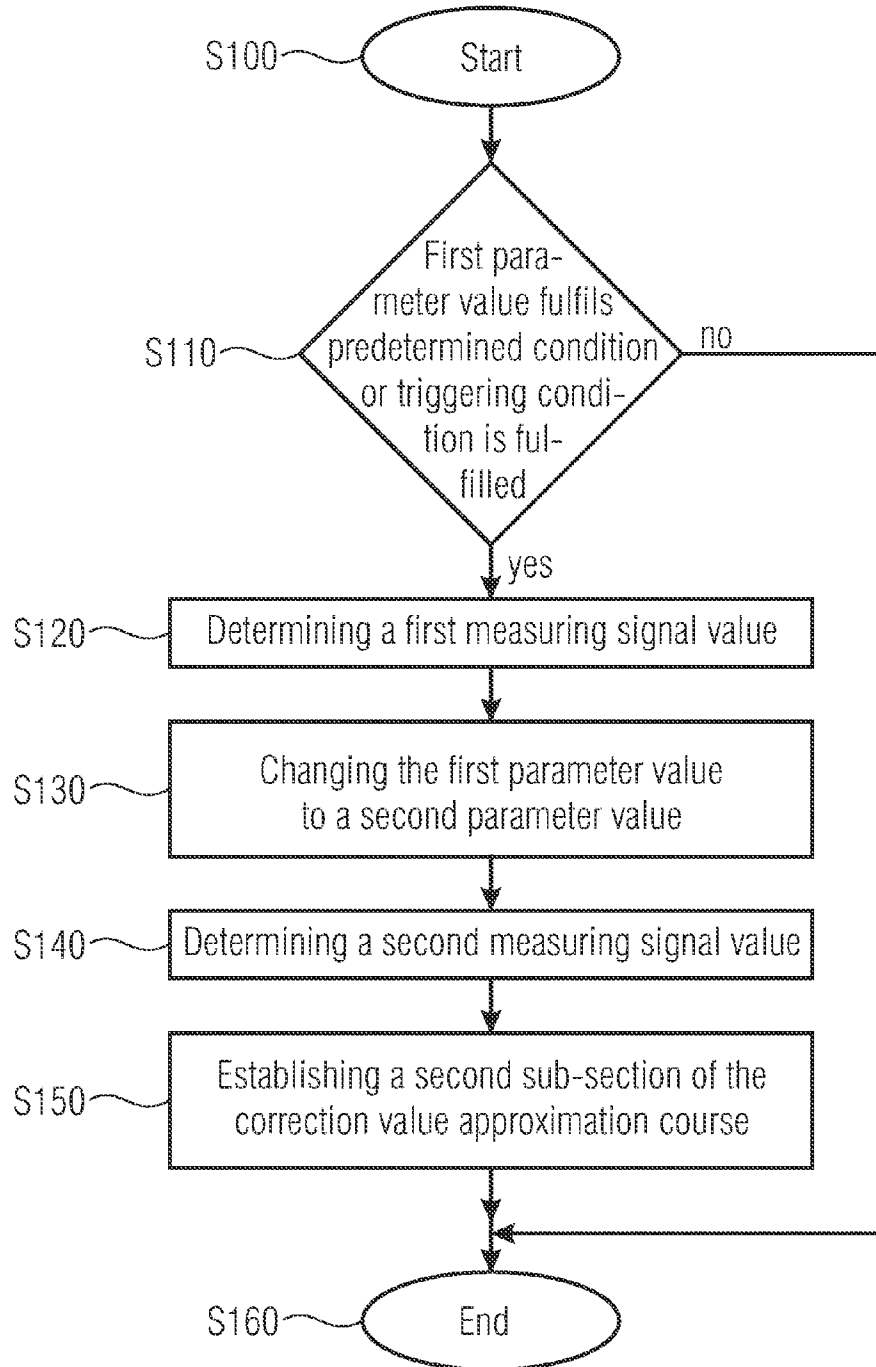 S100
Start
S110
First para-
meter value fulfils
predetermined condition
or triggering condi-
tion is ful-
filled
no
yes
S120
Determining a first measuring signal value
S130
Changing the first parameter value
to a second parameter value
S140
Determining a second measuring signal value
S150
Establishing a second sub-section of the
correction value approximation course
S160
End